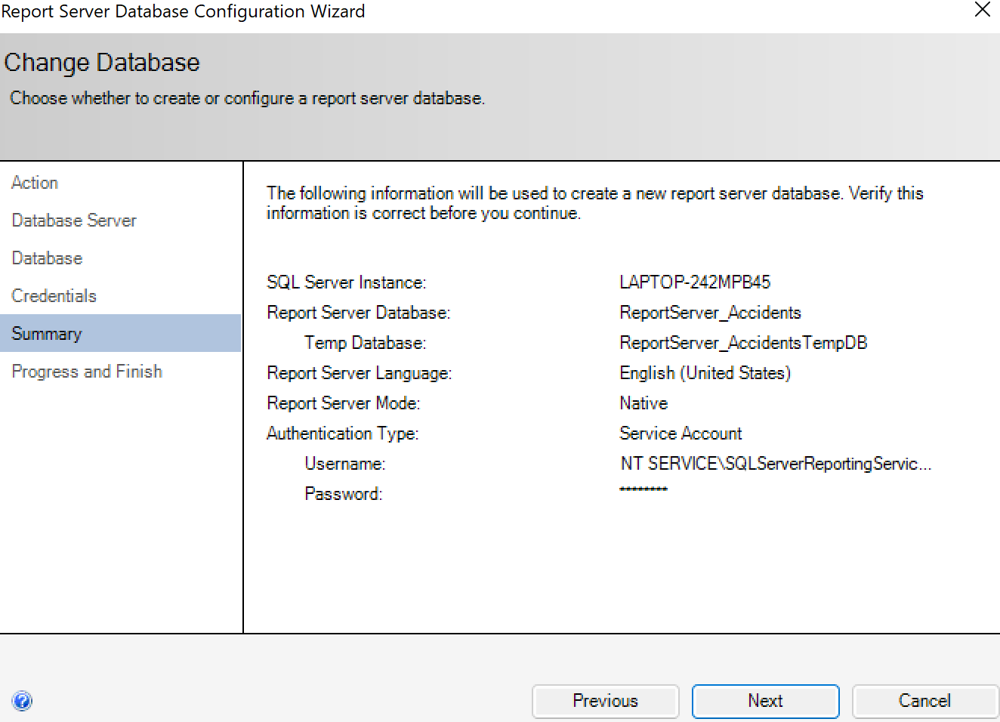 Report Server Database Configuration Wizard
Change Database
Choose whether to create or configure a report server database.
Action
Database Server
Database
Credentials
Summary
Progress and Finish
The following information will be used to create a new report server database. Verify this
information is correct before you continue.
SQL Server Instance: LAPTOP-242MPB45
Report Server Database: ReportServer_Accidents
Temp Database: ReportServer_AccidentsTempDB
Report Server Language: English (United States)
Report Server Mode: Native
Authentication Type: Service Account
Username: NT SERVICE\SQLServerReportingServic...
Password: ********
Previous Next Cancel